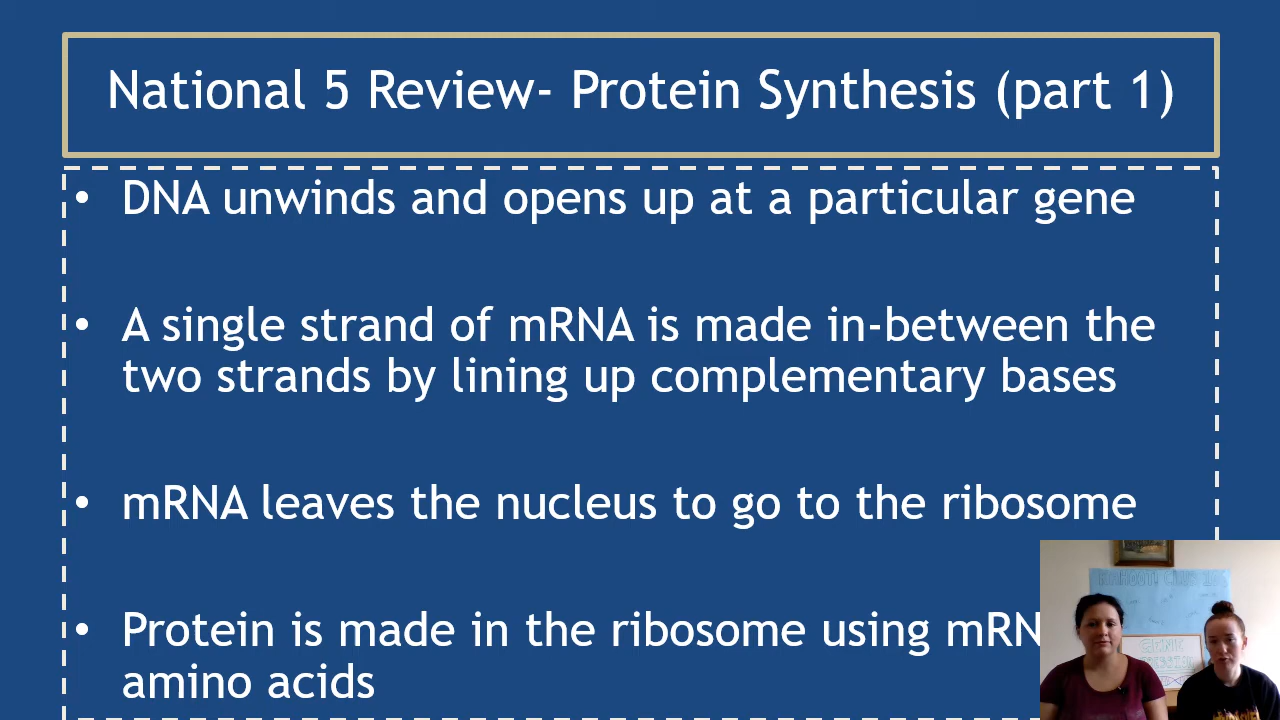 National 5 Review- Protein Synthesis (part 1)
• DNA unwinds and opens up at a particular gene
• A single strand of mRNA is made in-between the
two strands by lining up complementary bases
• mRNA leaves the nucleus to go to the ribosome
• Protein is made in the ribosome using
amino acids